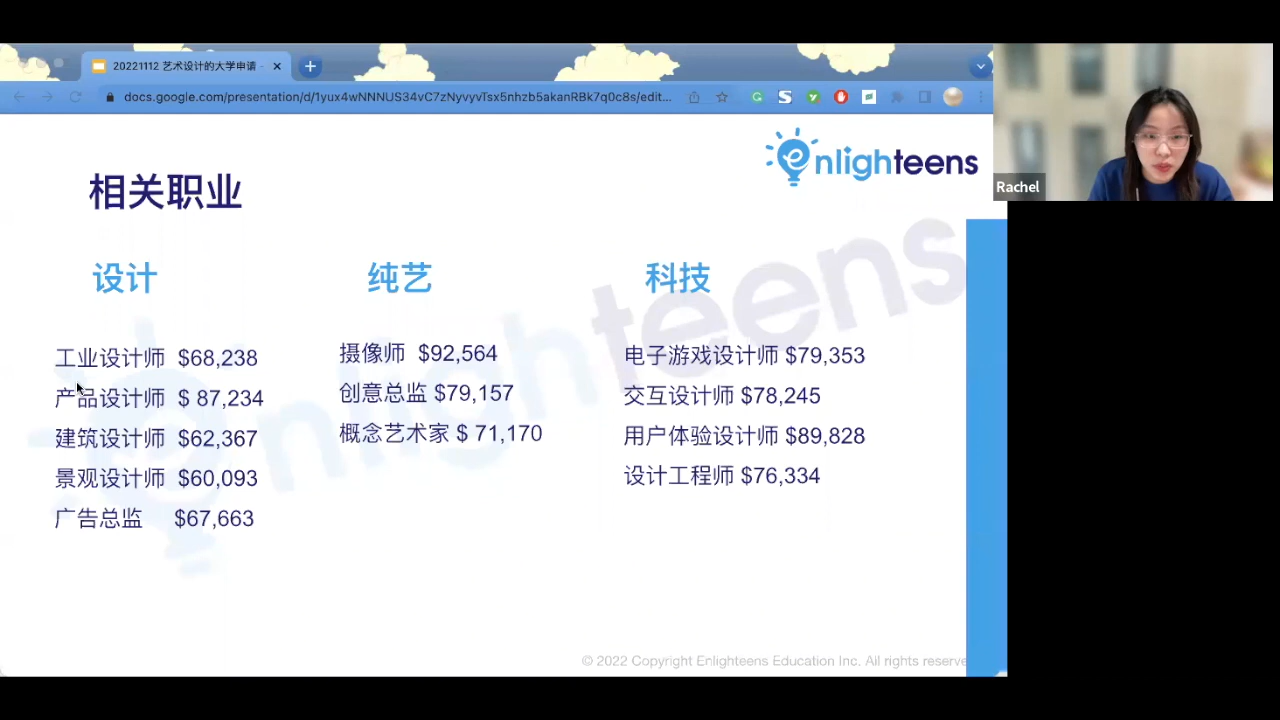 20221112 艺术设计的大学申请 -
docs.google.com/presentation/d/1yux4wNNNUS34vC7zNyvyvTsx5nhzb5akanRBk7q0c8s/edit...
enlighteens
Rachel
相关职业
设计
工业设计师 $68,238
产品设计师 $ 87,234
建筑设计师 $62,367
景观设计师 $60,093
广告总监 $67,663
纯艺
摄像师 $92,564
创意总监 $79,157
概念艺术家 $ 71,170
科技
电子游戏设计师 $79,353
交互设计师 $78,245
用户体验设计师 $89,828
设计工程师 $76,334
enlighteens
© 2022 Copyright Enlighteens Education Inc. All rights reserve